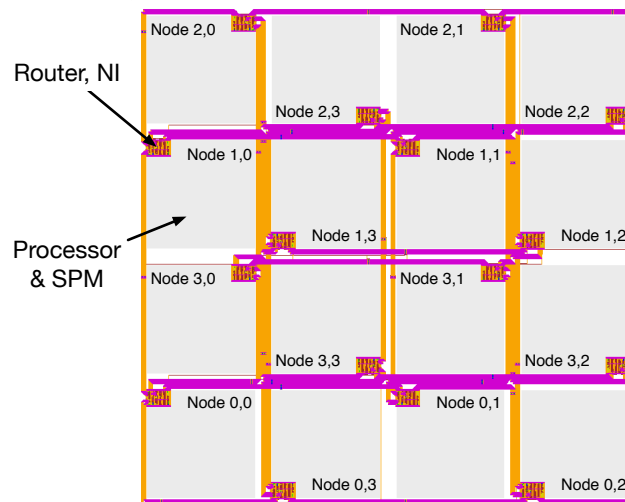 Node 2,0
Node 2,1
Router, NI
Node 2,3
Node 2,2
Node 1,0
Node 1,1
Node 1,3
Node 1,2
Processor
& SPM
Node 3,0
Node 3,1
Node 3,3
Node 3,2
Node 0,0
Node 0,1
Node 0,3
Node 0,2